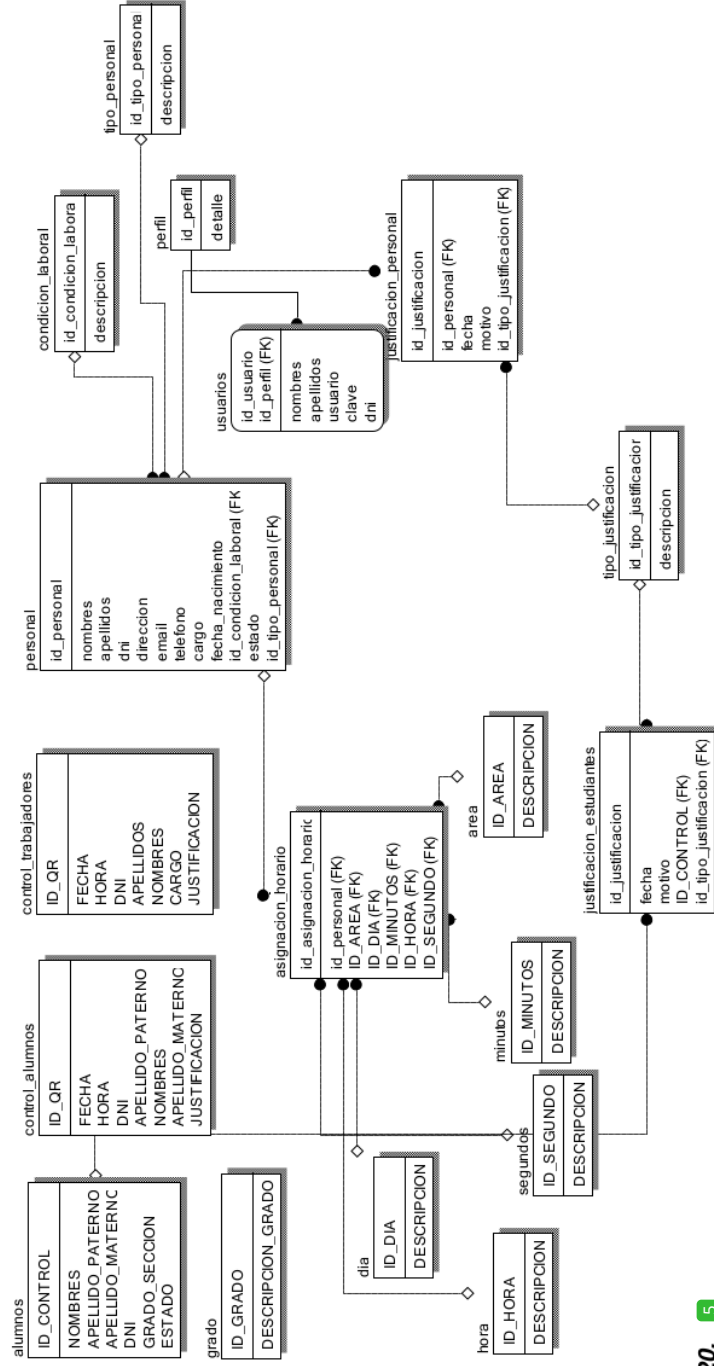 alumnos
ID_CONTROL
NOMBRES
APELLIDO_PATERNO
APELLIDO_MATERNC
DNI
GRADO_SECCION
ESTADO
control_alumnos
ID_QR
FECHA
HORA
DNI
APELLIDO_PATERNO
NOMBRES
APELLIDO_MATERNC
JUSTIFICACION
control_trabajadores
ID_QR
FECHA
HORA
DNI
APELLIDOS
NOMBRES
CARGO
JUSTIFICACION
personal
id_personal
nombres
apellidos
dni
direccion
email
telefono
cargo
fecha_nacimiento
id_condicion_laboral (FK
estado
id_tipo_personal (FK)
condicion_laboral
id_condicion_labora
descripcion
tipo_personal
id_tipo_persona
descripcion
perfil
id_perfil
detalle
usuarios
id_usuario
id_perfil (FK)
nombres
apellidos
usuario
clave
dni
grado
ID_GRADO
DESCRIPCION_GRADO
dia
ID_DIA
DESCRIPCION
hora
ID_HORA
DESCRIPCION
segundos
ID_SEGUNDO
DESCRIPCION
minutos
ID_MINUTOS
DESCRIPCION
asignacion_horario
id_asignacion_horaric
id_personal (FK)
ID_AREA (FK)
ID_DIA (FK)
ID_MINUTOS (FK)
ID_HORA (FK)
ID_SEGUNDO (FK)
area
ID_AREA
DESCRIPCION
justificacion_personal
id_justificacion
id_personal (FK)
fecha
motivo
id_tipo_justificacion (FK)
tipo_justificacion
id_tipo_justificacior
descripcion
justificacion_estudiantes
id_justificacion
fecha
motivo
ID_CONTROL (FK)
id_tipo_justificacion (FK)
5